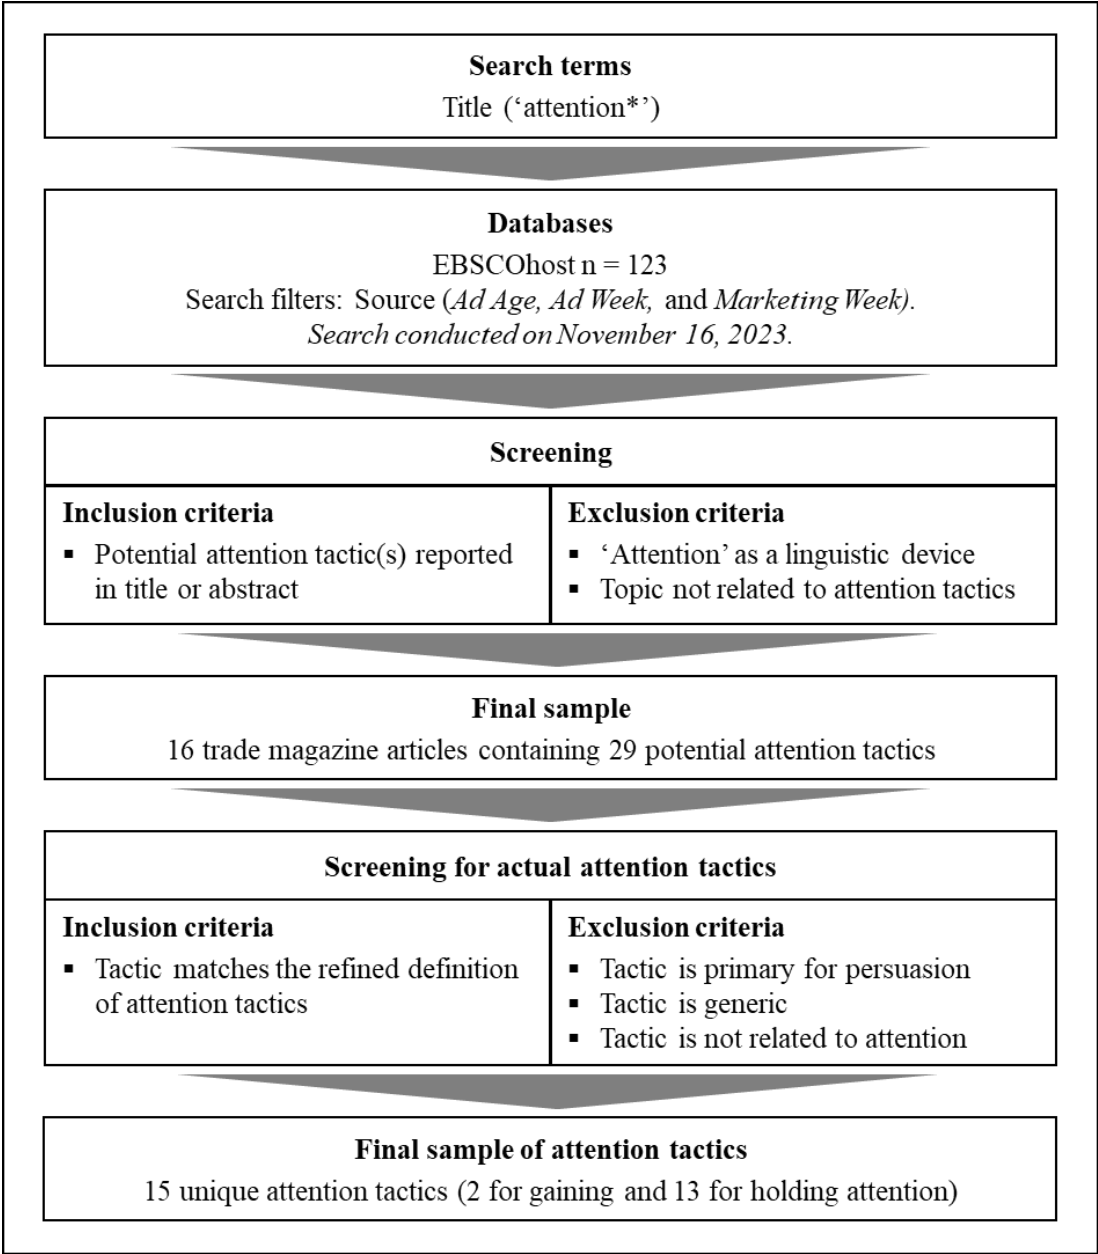 Search terms
Title (‘attention*’)
Databases
EBSCOhost n = 123
Search filters: Source (Ad Age, Ad Week, and Marketing Week).
Search conducted on November 16, 2023.
Screening
Inclusion criteria
▪ Potential attention tactic(s) reported
in title or abstract
Exclusion criteria
▪ ‘Attention’ as a linguistic device
▪ Topic not related to attention tactics
Final sample
16 trade magazine articles containing 29 potential attention tactics
Screening for actual attention tactics
Inclusion criteria
▪ Tactic matches the refined definition
of attention tactics
Exclusion criteria
▪ Tactic is primary for persuasion
▪ Tactic is generic
▪ Tactic is not related to attention
Final sample of attention tactics
15 unique attention tactics (2 for gaining and 13 for holding attention)